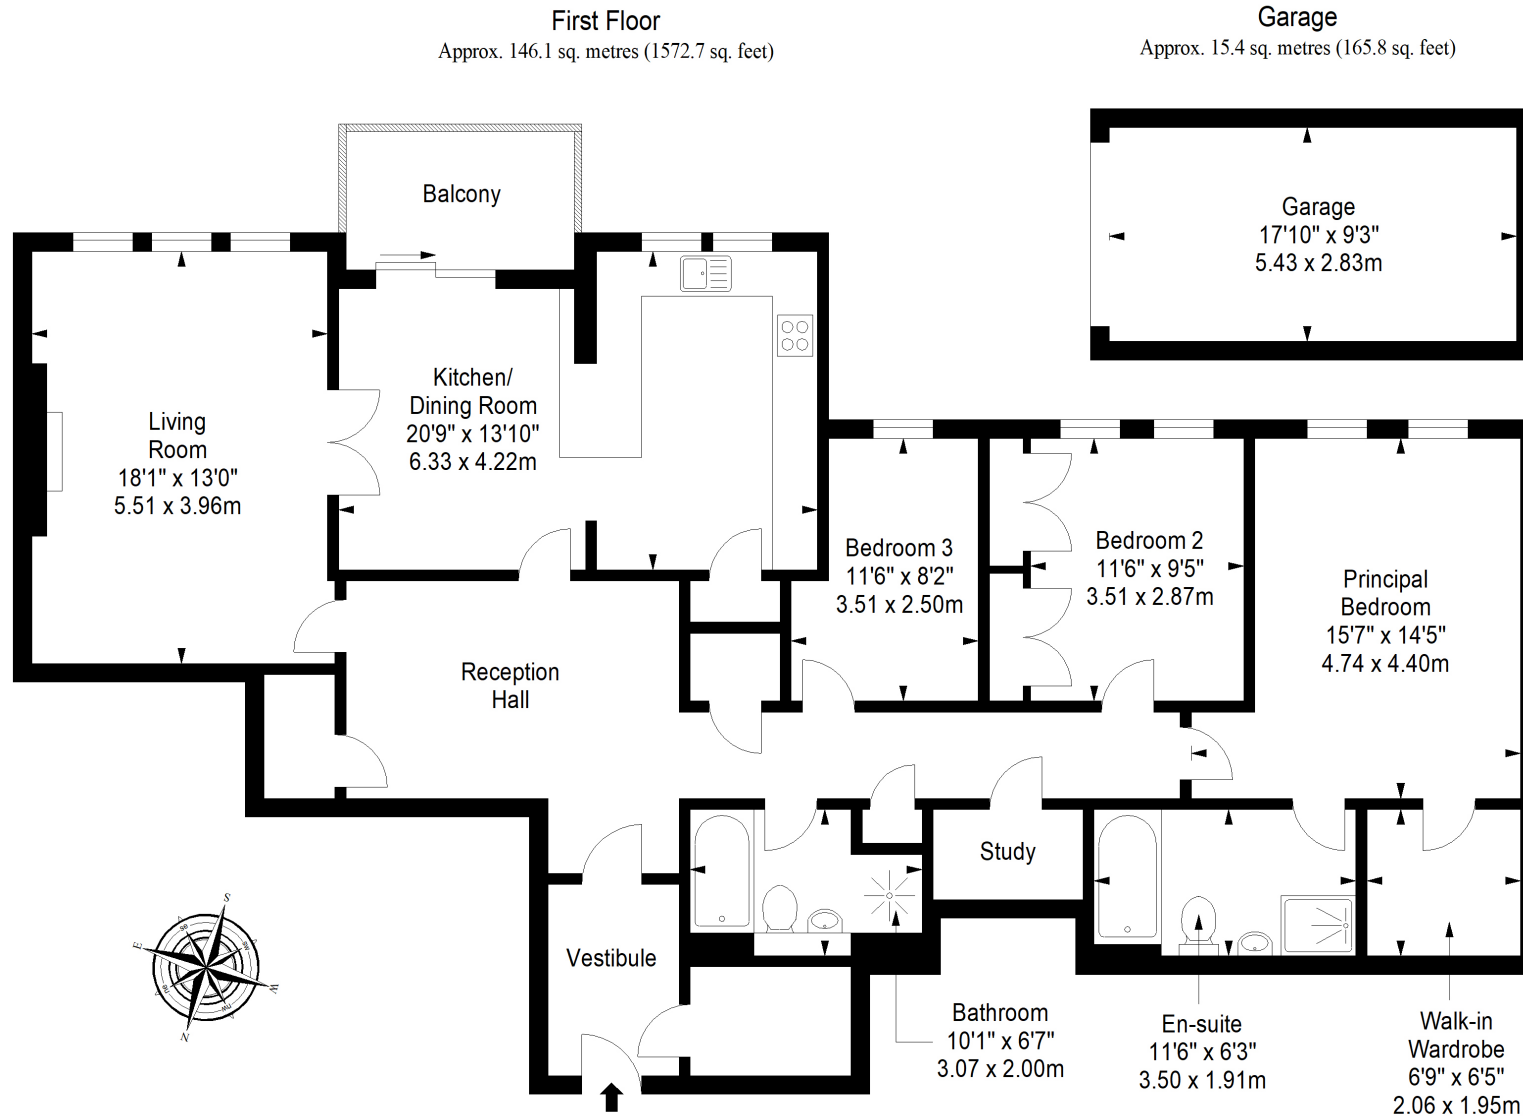 First Floor
Approx. 146.1 sq. metres (1572.7 sq. feet)
Garage
Approx. 15.4 sq. metres (165.8 sq. feet)
Balcony
Garage
17'10" x 9'3"
5.43 x 2.83m
Kitchen/
Dining Room
20'9" x 13'10"
6.33 x 4.22m
Living
Room
18'1" x 13'0"
5.51 x 3.96m
Bedroom 3
11'6" x 8'2"
3.51 x 2.50m
Bedroom 2
11'6" x 9'5"
3.51 x 2.87m
Principal
Bedroom
15'7" x 14'5"
4.74 x 4.40m
Reception
Hall
Study
Vestibule
Bathroom
10'1" x 6'7"
3.07 x 2.00m
En-suite
11'6" x 6'3"
3.50 x 1.91m
Walk-in
Wardrobe
6'9" x 6'5"
2.06 x 1.95m
S
SE
SW
E
W
NE
NW
N